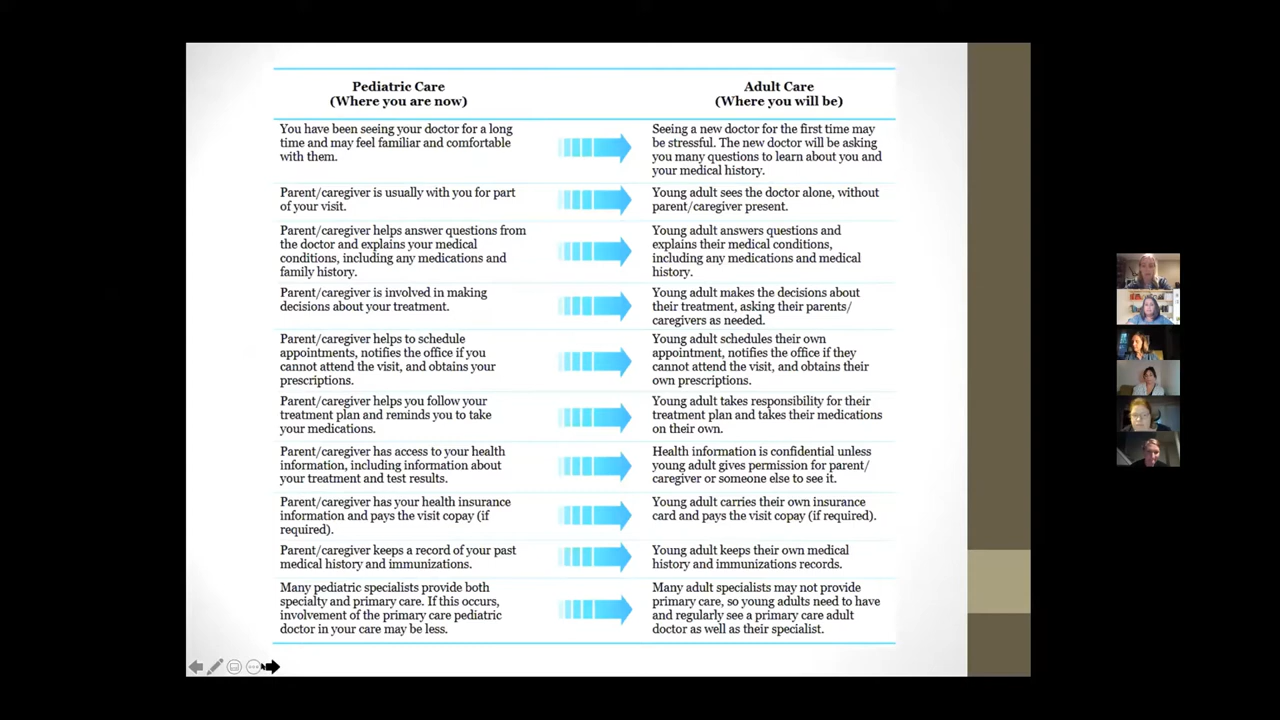 Pediatric Care
(Where you are now)
Adult Care
(Where you will be)
You have been seeing your doctor for a long
time and may feel familiar and comfortable
with them.
Seeing a new doctor for the first time may
be stressful. The new doctor will be asking
you many questions to learn about you and
your medical history.
Parent/caregiver is usually with you for part
of your visit.
Young adult sees the doctor alone, without
parent/caregiver present.
Parent/caregiver helps answer questions from
the doctor and explains your medical
conditions, including any medications and
family history.
Young adult answers questions and
explains their medical conditions,
including any medications and medical
history.
Parent/caregiver is involved in making
decisions about your treatment.
Young adult makes the decisions about
their treatment, asking their parents/
caregivers as needed.
Parent/caregiver helps to schedule
appointments, notifies the office if you
cannot attend the visit, and obtains your
prescriptions.
Young adult schedules their own
appointment, notifies the office if they
cannot attend the visit, and obtains their
own prescriptions.
Parent/caregiver helps you follow your
treatment plan and reminds you to take
your medications.
Young adult takes responsibility for their
treatment plan and takes their medications
on their own.
Parent/caregiver has access to your health
information, including information about
your treatment and test results.
Health information is confidential unless
young adult gives permission for parent/
caregiver or someone else to see it.
Parent/caregiver has your health insurance
information and pays the visit copay (if
required).
Young adult carries their own insurance
card and pays the visit copay (if required).
Parent/caregiver keeps a record of your past
medical history and immunizations.
Young adult keeps their own medical
history and immunizations records.
Many pediatric specialists provide both
specialty and primary care. If this occurs,
involvement of the primary care pediatric
doctor in your care may be less.
Many adult specialists may not provide
primary care, so young adults need to have
and regularly see a primary care adult
doctor as well as their specialist.